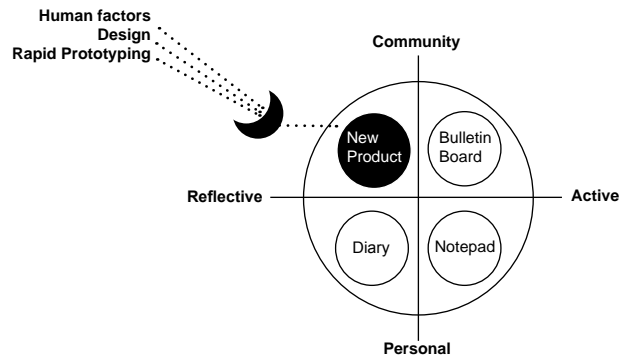 Human factors
Design
Rapid Prototyping
Community
New
Product
Bulletin
Board
Reflective
Active
Diary
Notepad
Personal